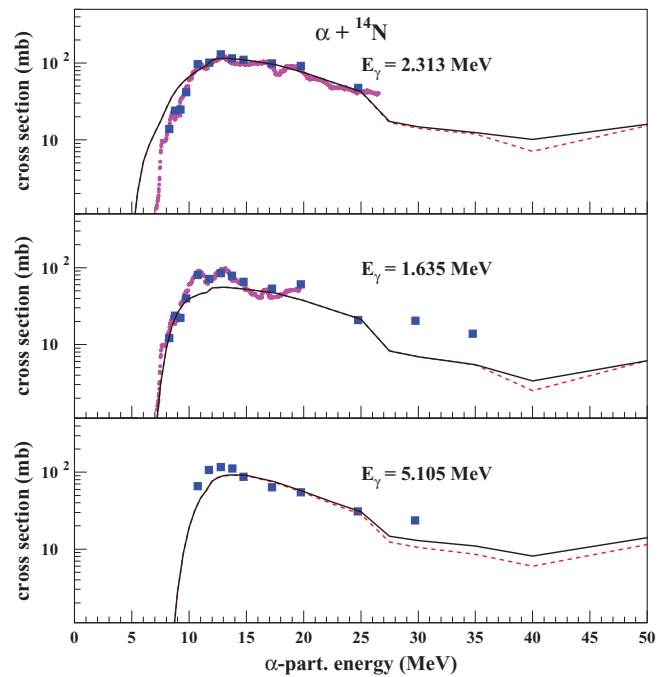 α + ¹⁴N
E_γ = 2.313 MeV
cross section (mb)
10²
10
E_γ = 1.635 MeV
cross section (mb)
10²
10
E_γ = 5.105 MeV
cross section (mb)
10²
10
0 5 10 15 20 25 30 35 40 45 50
α-part. energy (MeV)